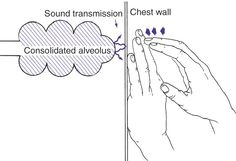 Sound transmission
Chest wall
Consolidated alveolus